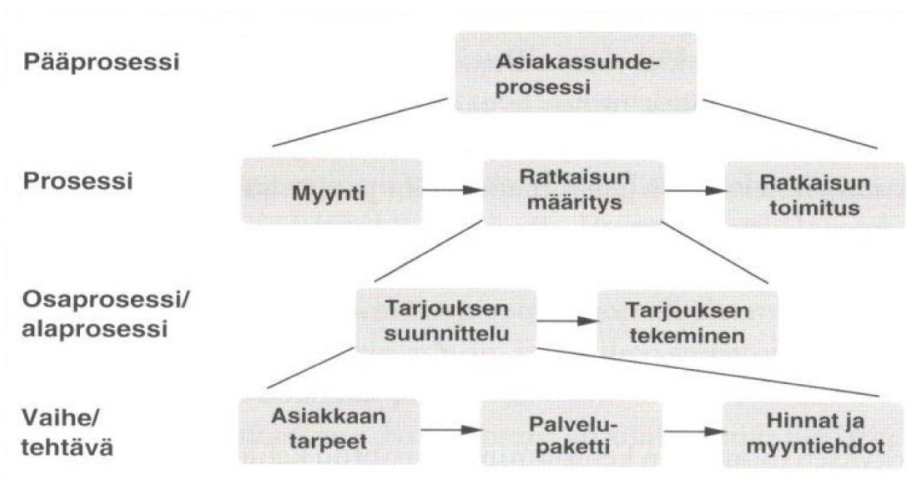 Pääprosessi
Asiakassuhde-
prosessi
Prosessi
Myynti
Ratkaisun
määritys
Ratkaisun
toimitus
Osaprosessi/
alaprosessi
Tarjouksen
suunnittelu
Tarjouksen
tekeminen
Vaihe/
tehtävä
Asiakkaan
tarpeet
Palvelu-
paketti
Hinnat ja
myyntiehdot